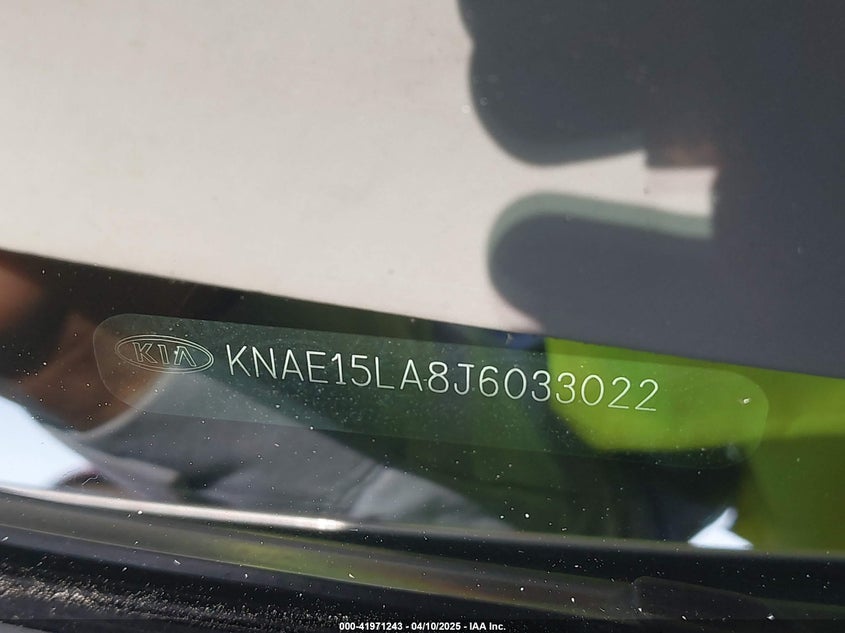 KIA KNAE15LA8J6033022
000-41971243 - 04/10/2025 - IAA Inc.